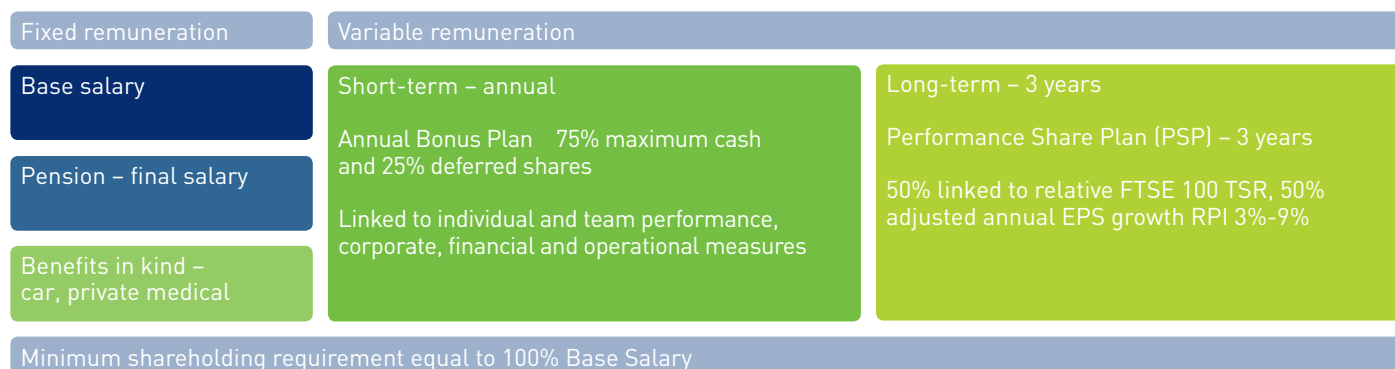 Fixed remuneration
Variable remuneration
Base salary
Pension – final salary
Benefits in kind –
car, private medical
Short-term – annual
Annual Bonus Plan    75% maximum cash
and 25% deferred shares
Linked to individual and team performance,
corporate, financial and operational measures
Long-term – 3 years
Performance Share Plan (PSP) – 3 years
50% linked to relative FTSE 100 TSR, 50%
adjusted annual EPS growth RPI 3%-9%
Minimum shareholding requirement equal to 100% Base Salary